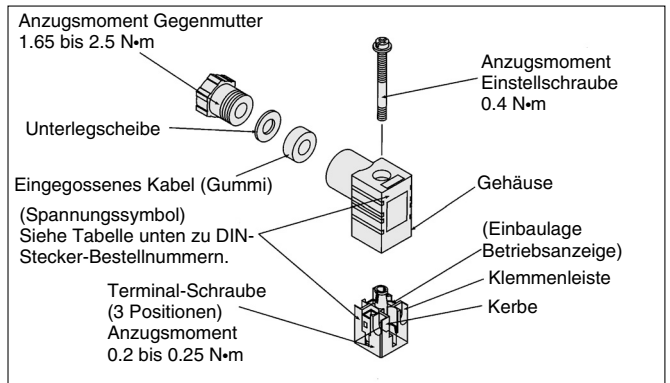 Anzugsmoment Gegenmutter
1.65 bis 2.5 N•m
Anzugsmoment
Einstellschraube
0.4 N•m
Unterlegscheibe
Eingegossenes Kabel (Gummi)
Gehäuse
(Spannungssymbol)
Siehe Tabelle unten zu DIN-
Stecker-Bestellnummern.
(Einbaulage
Betriebsanzeige)
Klemmenleiste
Kerbe
Terminal-Schraube
(3 Positionen)
Anzugsmoment
0.2 bis 0.25 N•m